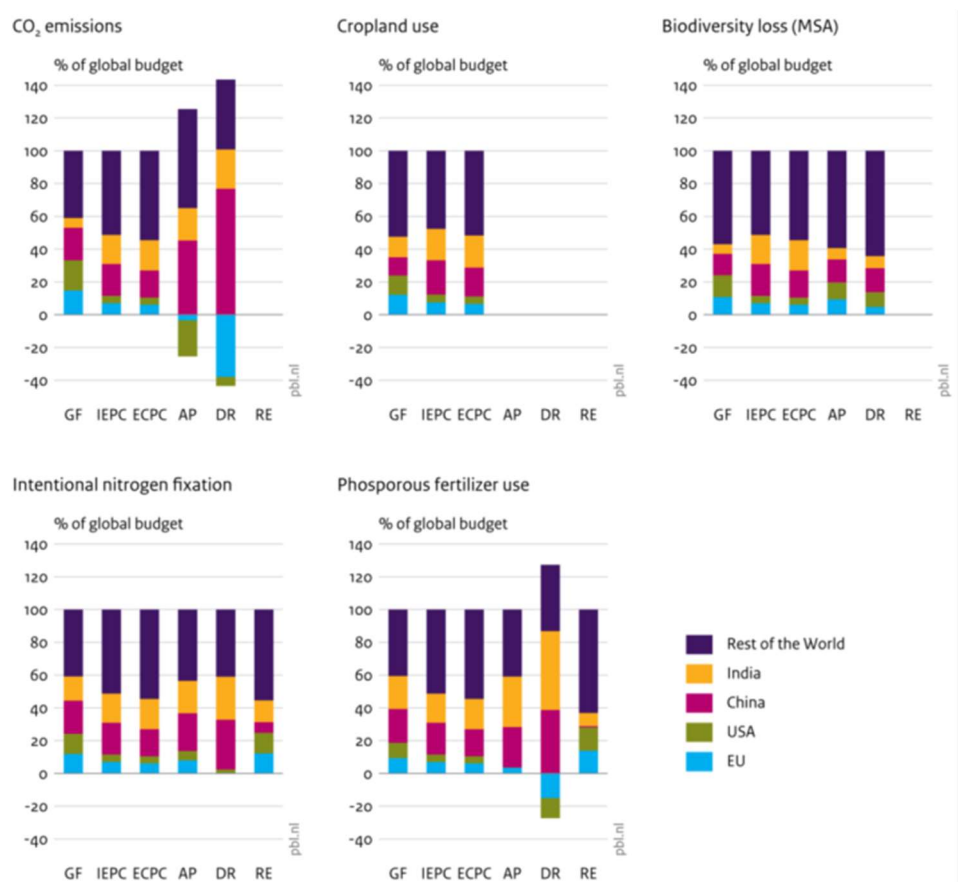 CO₂ emissions
% of global budget
140
120
100
80
60
40
20
0
-20
-40
GF IEPC ECPC AP DR RE
pbl.nl
Cropland use
% of global budget
140
120
100
80
60
40
20
0
-20
-40
GF IEPC ECPC AP DR RE
pbl.nl
Biodiversity loss (MSA)
% of global budget
140
120
100
80
60
40
20
0
-20
-40
GF IEPC ECPC AP DR RE
pbl.nl
Intentional nitrogen fixation
% of global budget
140
120
100
80
60
40
20
0
-20
-40
GF IEPC ECPC AP DR RE
pbl.nl
Phosporous fertilizer use
% of global budget
140
120
100
80
60
40
20
0
-20
-40
GF IEPC ECPC AP DR RE
pbl.nl
Rest of the World
India
China
USA
EU